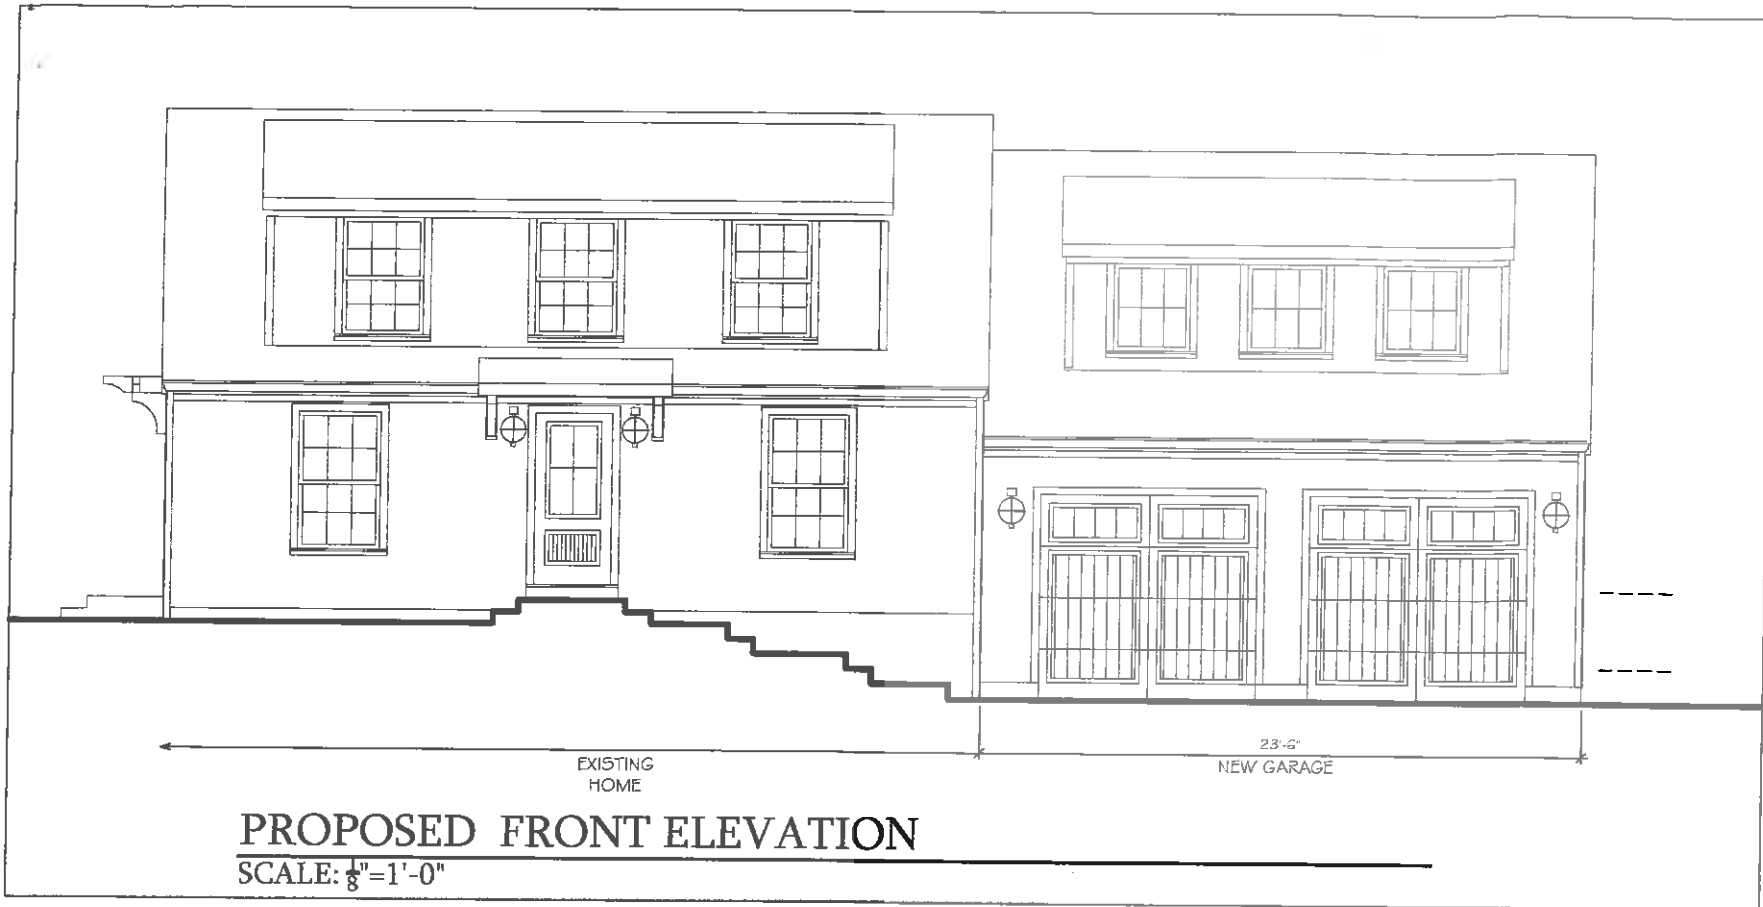 EXISTING
HOME
23'-6"
NEW GARAGE
PROPOSED FRONT ELEVATION
SCALE: 1/8"=1'-0"